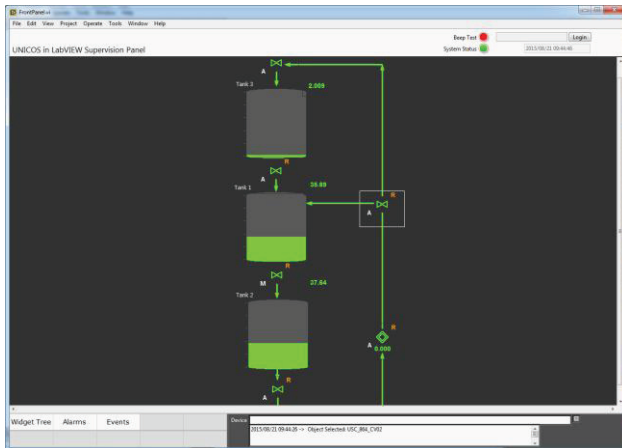 FrontPanel.vi
File Edit View Project Operate Tools Window Help
UNICOS in LabVIEW Supervision Panel
Beep Test
Login
System Status
2015/08/21 09:44:46
A
Tank 3
2.009
R
A
Tank 1
39.69
R
A
R
M
37.64
Tank 2
R
A
0.000
R
A
Widget Tree Alarms Events
Device
2015/08/21 09:44:29 -> Object Selected: USC_864_CV02